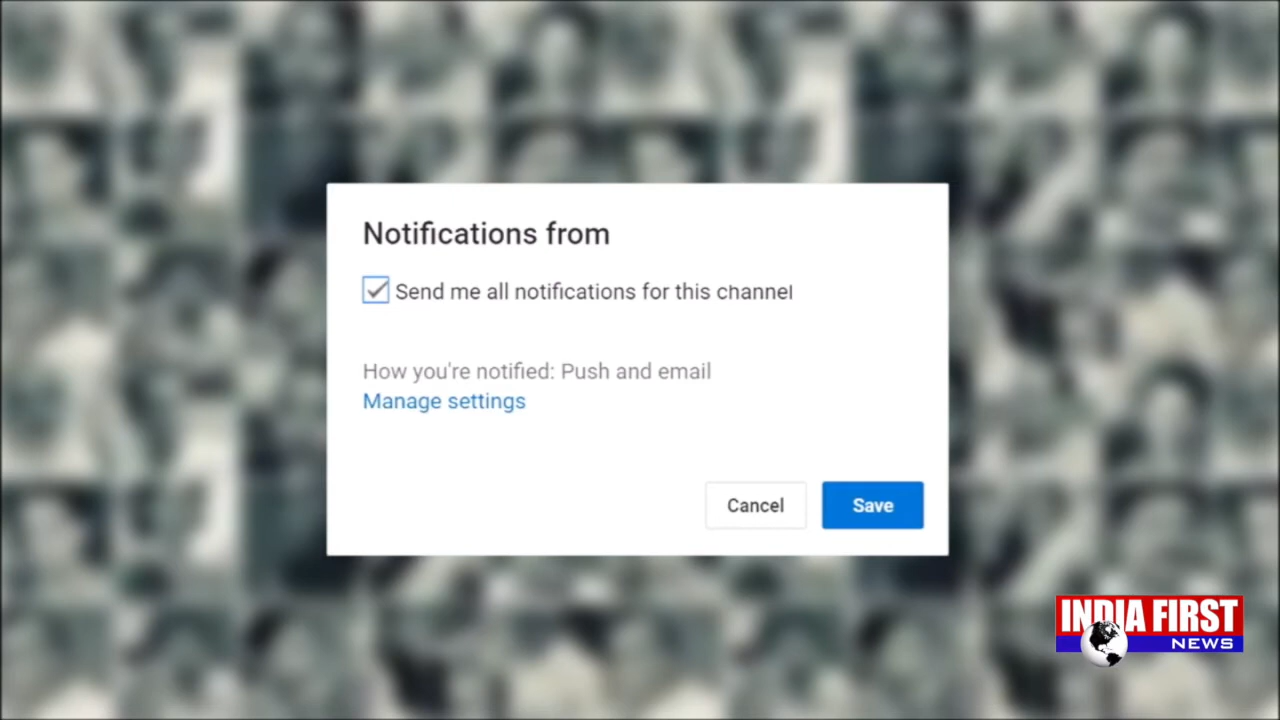 Notifications from
Send me all notifications for this channel
How you're notified: Push and email
Manage settings
Cancel
Save
INDIA FIRST
NEWS